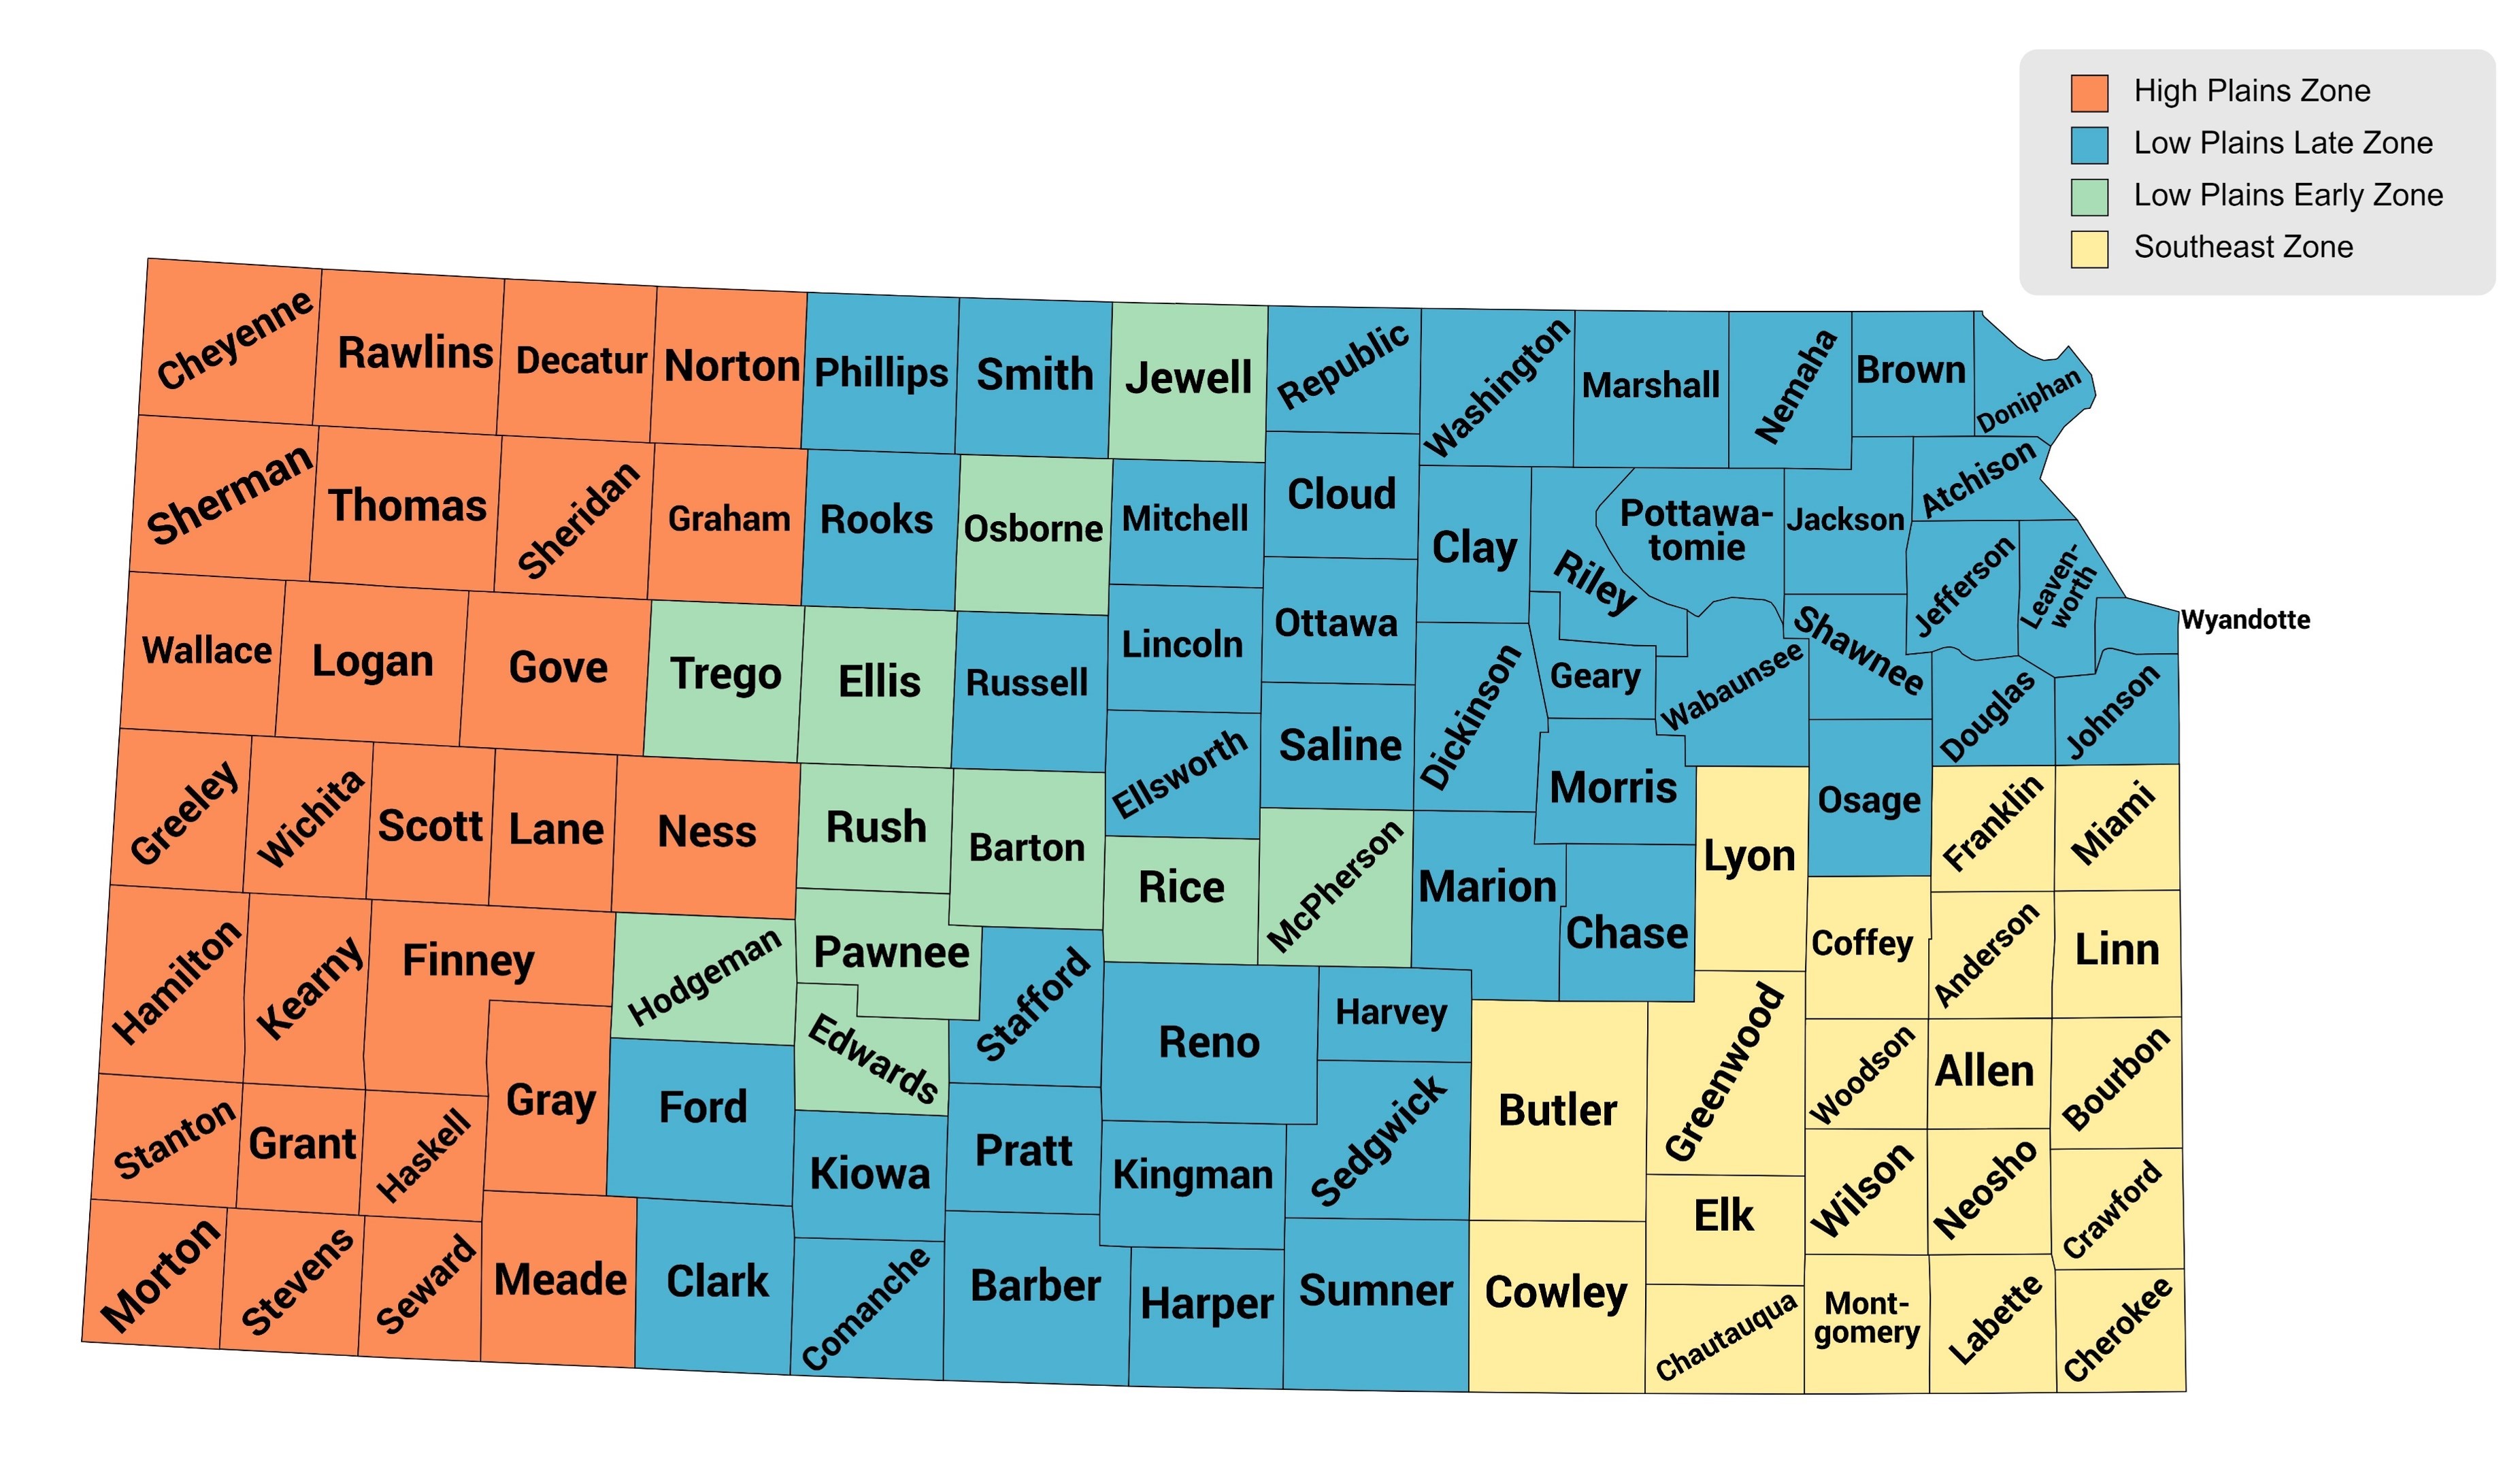 High Plains Zone
Low Plains Late Zone
Low Plains Early Zone
Southeast Zone
Cheyenne
Rawlins
Decatur
Norton
Phillips
Smith
Jewell
Republic
Washington
Marshall
Nemaha
Brown
Doniphan
Sherman
Thomas
Sheridan
Graham
Rooks
Osborne
Mitchell
Cloud
Clay
Riley
Pottawa-
tomie
Jackson
Atchison
Jefferson
Leaven-
worth
Wyandotte
Wallace
Logan
Gove
Trego
Ellis
Russell
Lincoln
Ottawa
Saline
Dickinson
Geary
Wabaunsee
Shawnee
Douglas
Johnson
Greeley
Wichita
Scott
Lane
Ness
Rush
Barton
Ellsworth
Rice
McPherson
Marion
Morris
Chase
Lyon
Osage
Franklin
Miami
Hamilton
Kearny
Finney
Hodgeman
Pawnee
Edwards
Stafford
Reno
Harvey
Coffey
Anderson
Linn
Stanton
Grant
Haskell
Gray
Ford
Kiowa
Pratt
Kingman
Sedgwick
Butler
Greenwood
Woodson
Allen
Bourbon
Elk
Wilson
Neosho
Crawford
Morton
Stevens
Seward
Meade
Clark
Comanche
Barber
Harper
Sumner
Cowley
Chautauqua
Mont-
gomery
Labette
Cherokee